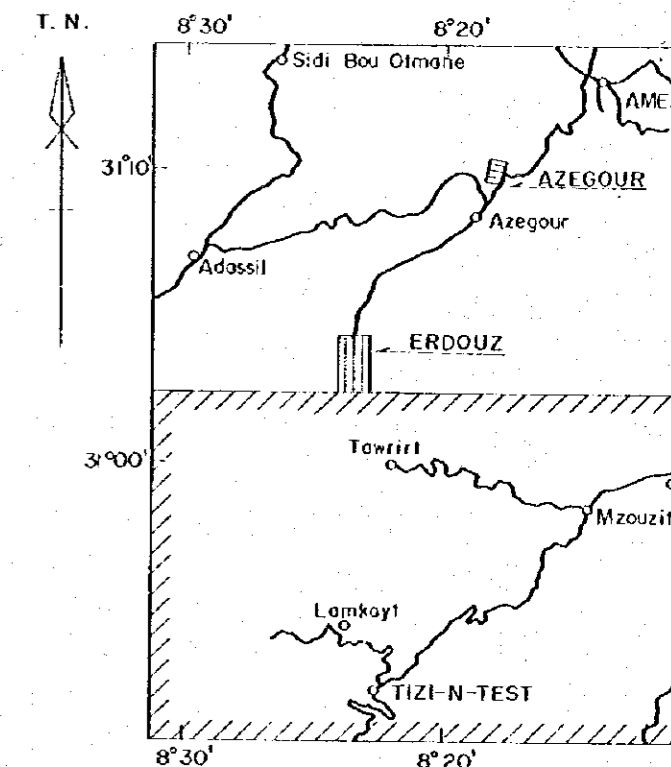 T. N.
8°30'
8°20'
Sidi Bou Otmane
AME
31°10'
AZEGOUR
Azegour
Adassil
ERDOUZ
31°00'
Tawrirt
Mzouzit
Lamkayt
TIZI-N-TEST
8°30'
8°20'